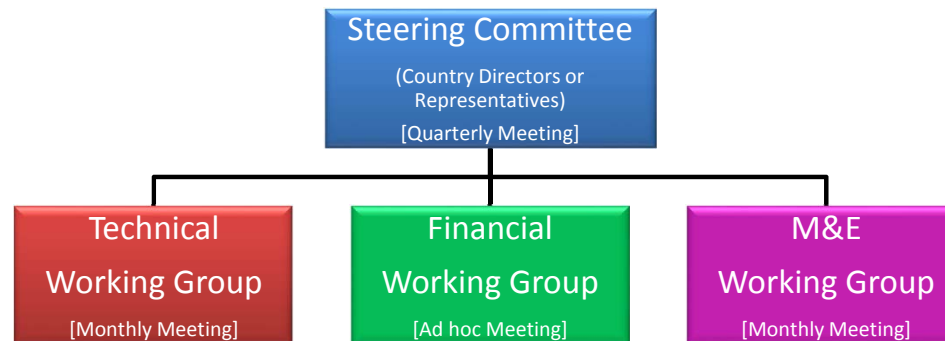 Steering Committee
(Country Directors or
Representatives)
[Quarterly Meeting]
Technical
Working Group
[Monthly Meeting]
Financial
Working Group
[Ad hoc Meeting]
M&E
Working Group
[Monthly Meeting]